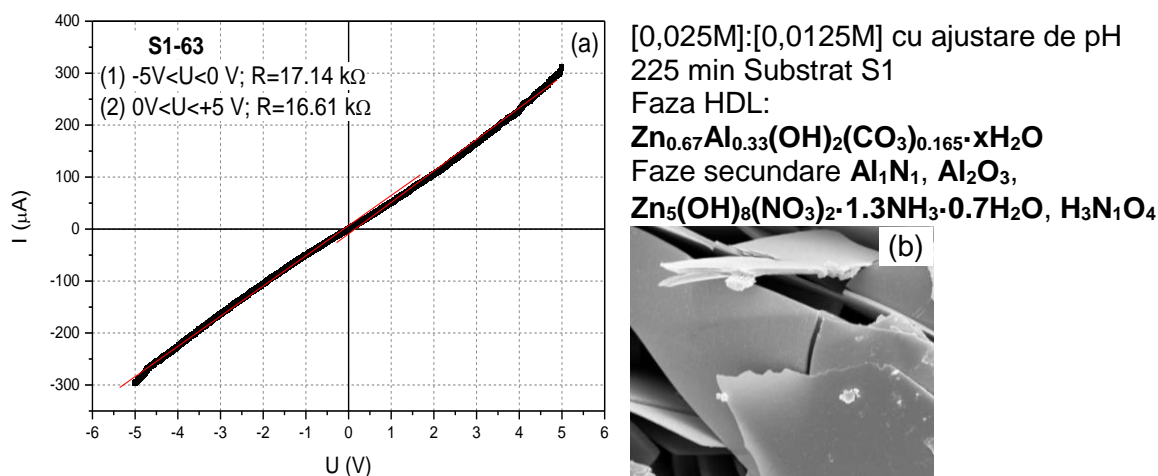 400
300
200
100
0
-100
-200
-300
I (µA)
S1-63
(a)
(1) -5V<U<0 V; R=17.14 kΩ
(2) 0V<U<+5 V; R=16.61 kΩ
-6 -5 -4 -3 -2 -1 0 1 2 3 4 5 6
U (V)
[0,025M]:[0,0125M] cu ajustare de pH
225 min Substrat S1
Faza HDL:
Zn₀.₆₇Al₀.₃₃(OH)₂(CO₃)₀.₁₆₅·xH₂O
Faze secundare Al₁N₁, Al₂O₃,
Zn₅(OH)₈(NO₃)₂·1.3NH₃·0.7H₂O, H₃N₁O₄
(b)